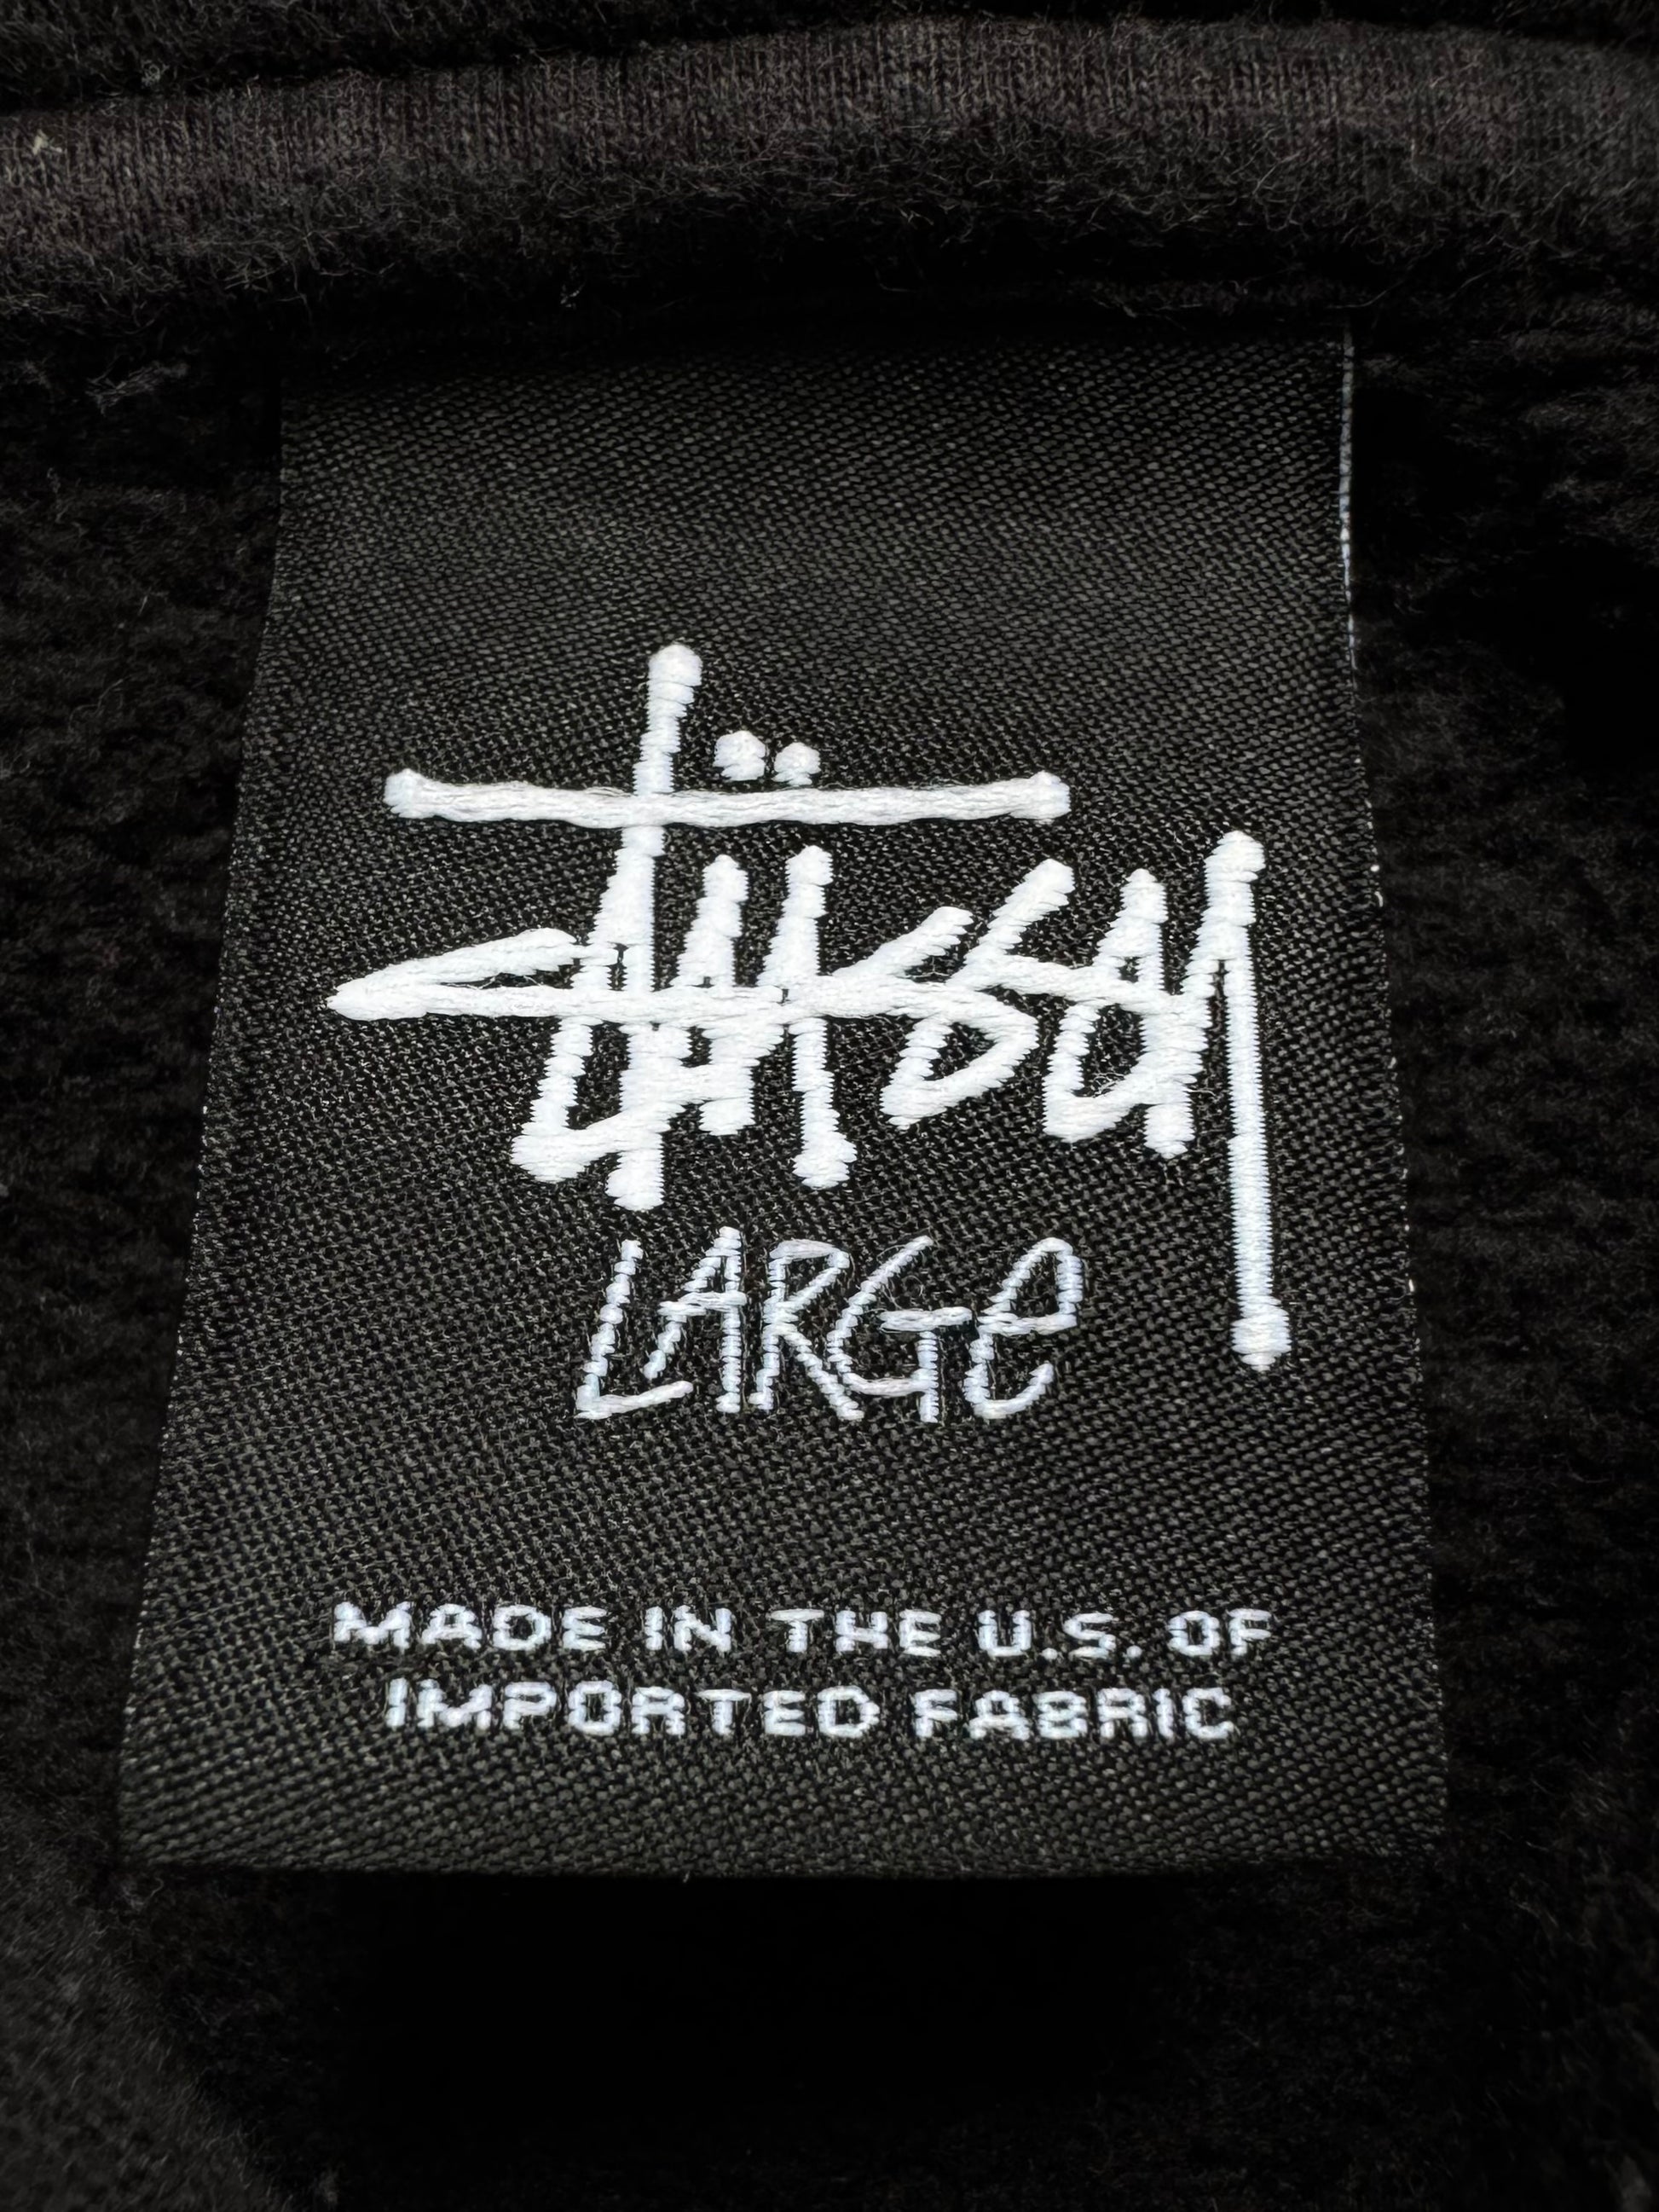 Stüssy
LARGe
MADE IN THE U.S. OF
IMPORTED FABRIC